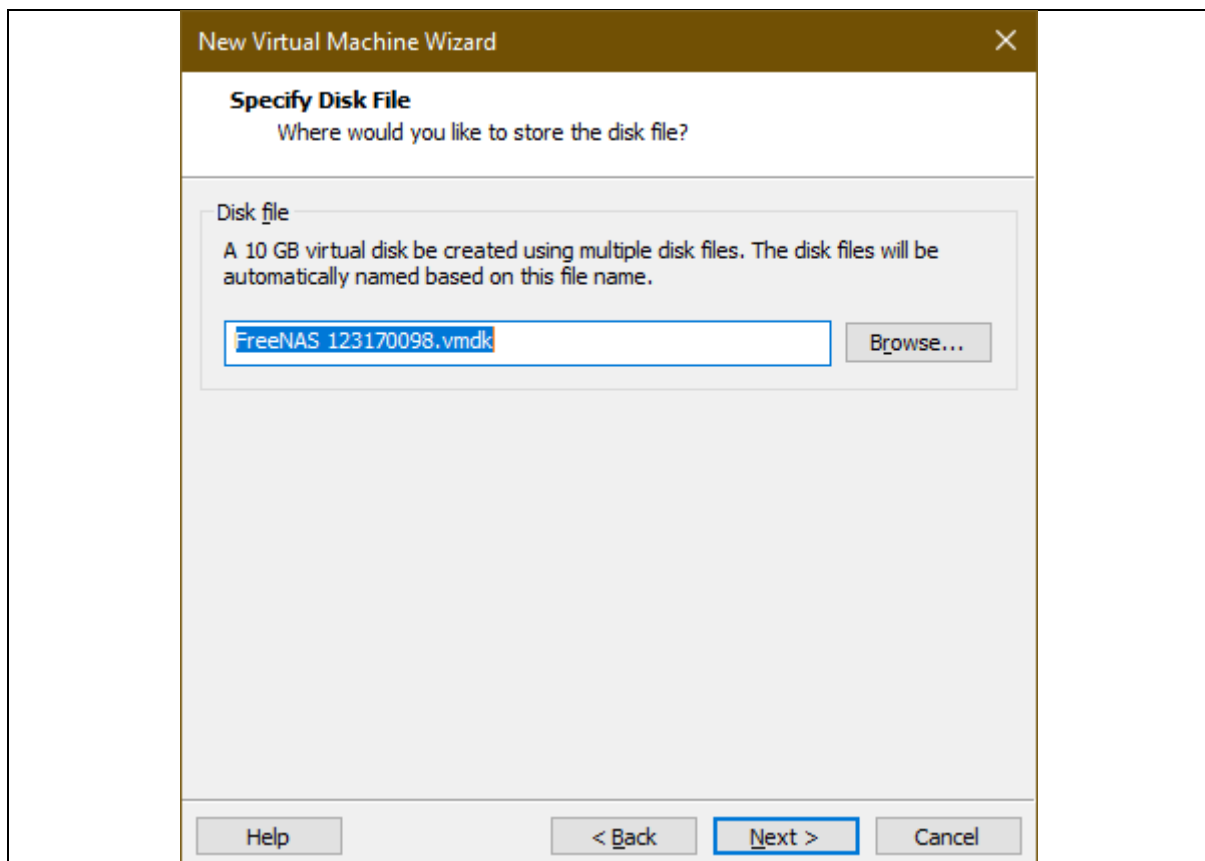 New Virtual Machine Wizard
Specify Disk File
Where would you like to store the disk file?
Disk file
A 10 GB virtual disk be created using multiple disk files. The disk files will be
automatically named based on this file name.
FreeNAS 123170098.vmdk
Browse...
Help
< Back
Next >
Cancel